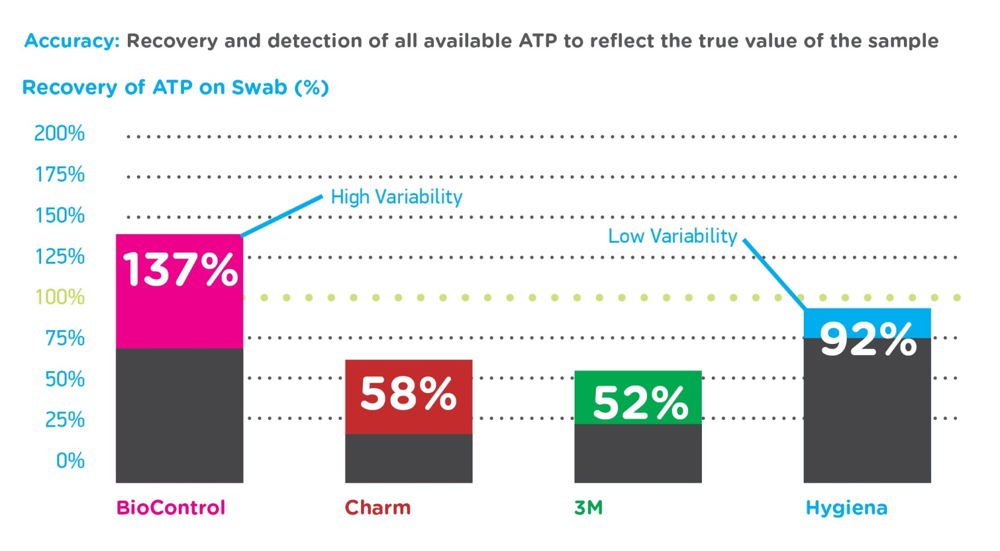 Accuracy: Recovery and detection of all available ATP to reflect the true value of the sample
Recovery of ATP on Swab (%)
200%
175%
High Variability
150%
Low Variability
125%
137%
100%
75%
92%
50%
58%
52%
25%
0%
BioControl
Charm
3M
Hygiena